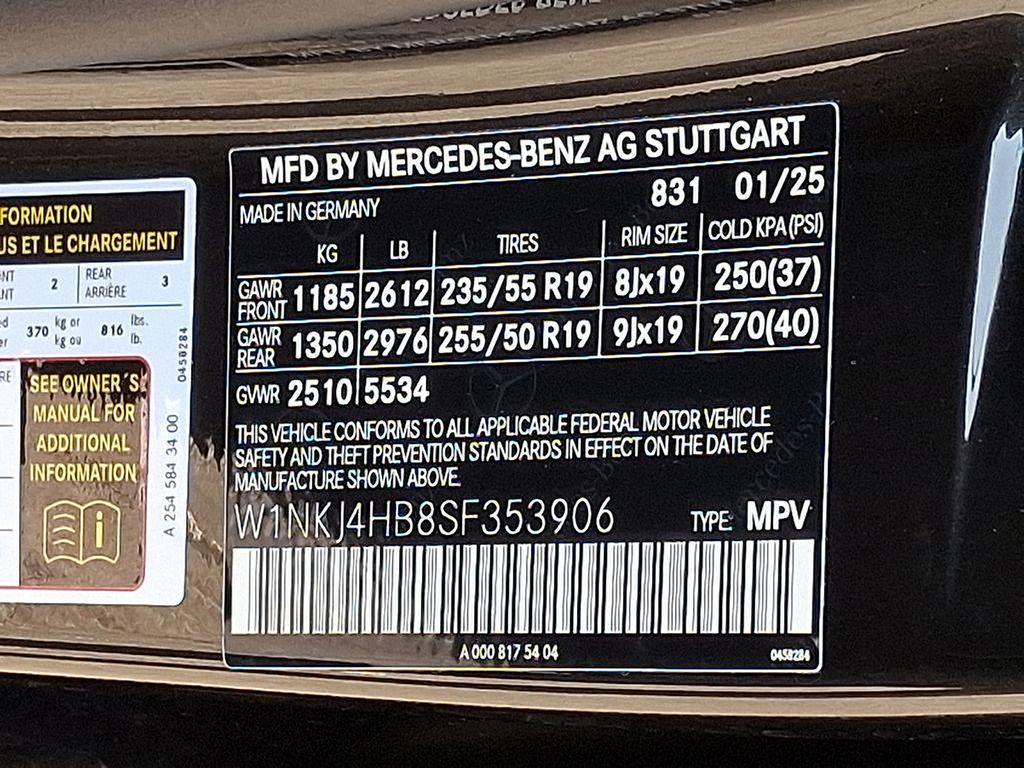 FORMATION
US ET LE CHARGEMENT
NT 2 REAR 3
NT ARRIÈRE
ed 370 kg or 816 lbs.
er kg ou lb.
RE
SEE OWNER'S
MANUAL FOR
ADDITIONAL
INFORMATION
0458284
A 254 584 34 00
MFD BY MERCEDES-BENZ AG STUTTGART
831 01/25
MADE IN GERMANY
KG LB TIRES RIM SIZE COLD KPA (PSI)
GAWR FRONT 1185 2612 235/55 R19 8Jx19 250(37)
GAWR REAR 1350 2976 255/50 R19 9Jx19 270(40)
GVWR 2510 5534
THIS VEHICLE CONFORMS TO ALL APPLICABLE FEDERAL MOTOR VEHICLE
SAFETY AND THEFT PREVENTION STANDARDS IN EFFECT ON THE DATE OF
MANUFACTURE SHOWN ABOVE.
W1NKJ4HB8SF353906 TYPE: MPV
A 000 817 54 04 0458284